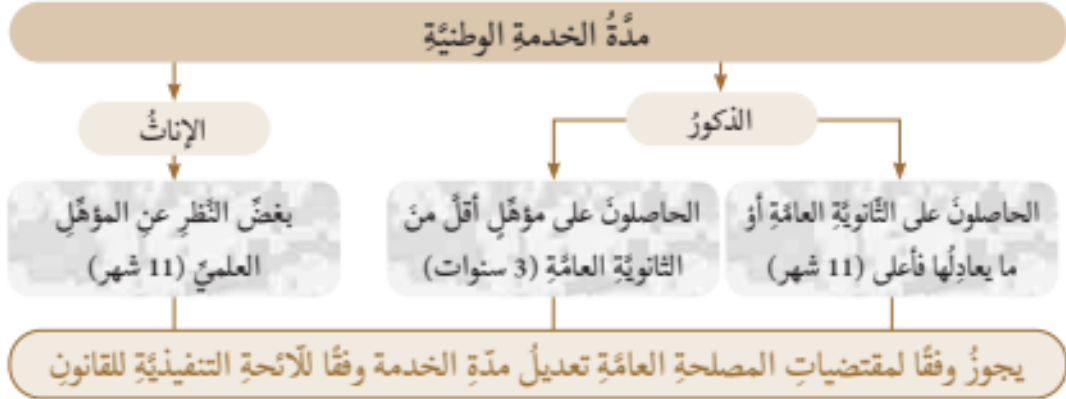 مدَّةُ الخدمةِ الوطنيَّةِ
الذكورُ
الإناثُ
الحاصلونَ على الثَّانويَّةِ العامَّةِ أوْ
ما يعادِلُها فأعلى (11 شهر)
الحاصلونَ على مؤهَّلٍ أقلَّ منَ
الثانويَّةِ العامَّةِ (3 سنوات)
بغضِّ النَّظرِ عنِ المؤهَّلِ
العلميِّ (11 شهر)
يجوزُ وفقًا لمقتضياتِ المصلحةِ العامَّةِ تعديلُ مدّةِ الخدمة وفقًا للّائحةِ التنفيذيَّةِ للقانونِ